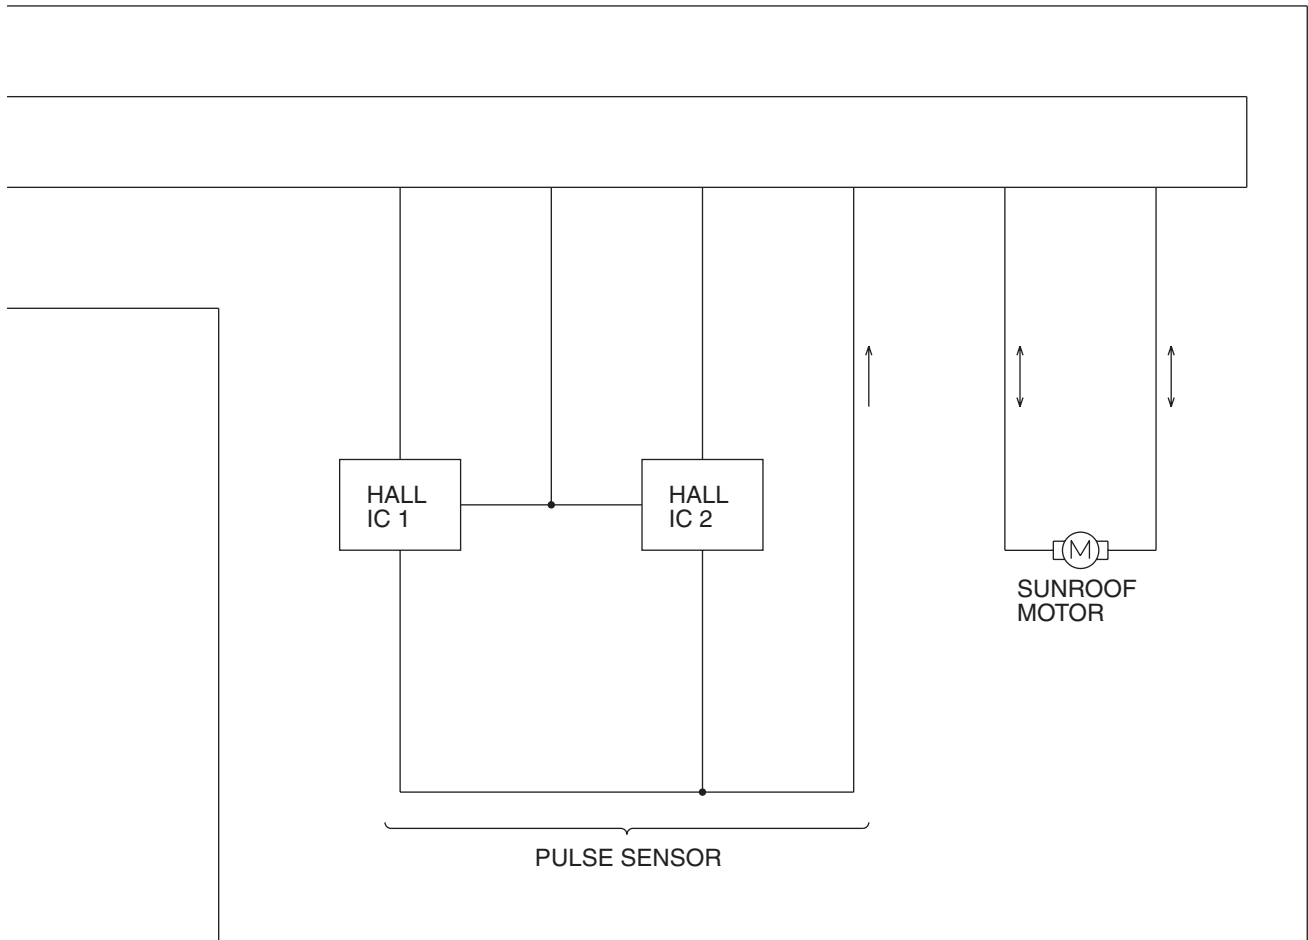 HALL
IC 1
HALL
IC 2
M
SUNROOF
MOTOR
PULSE SENSOR